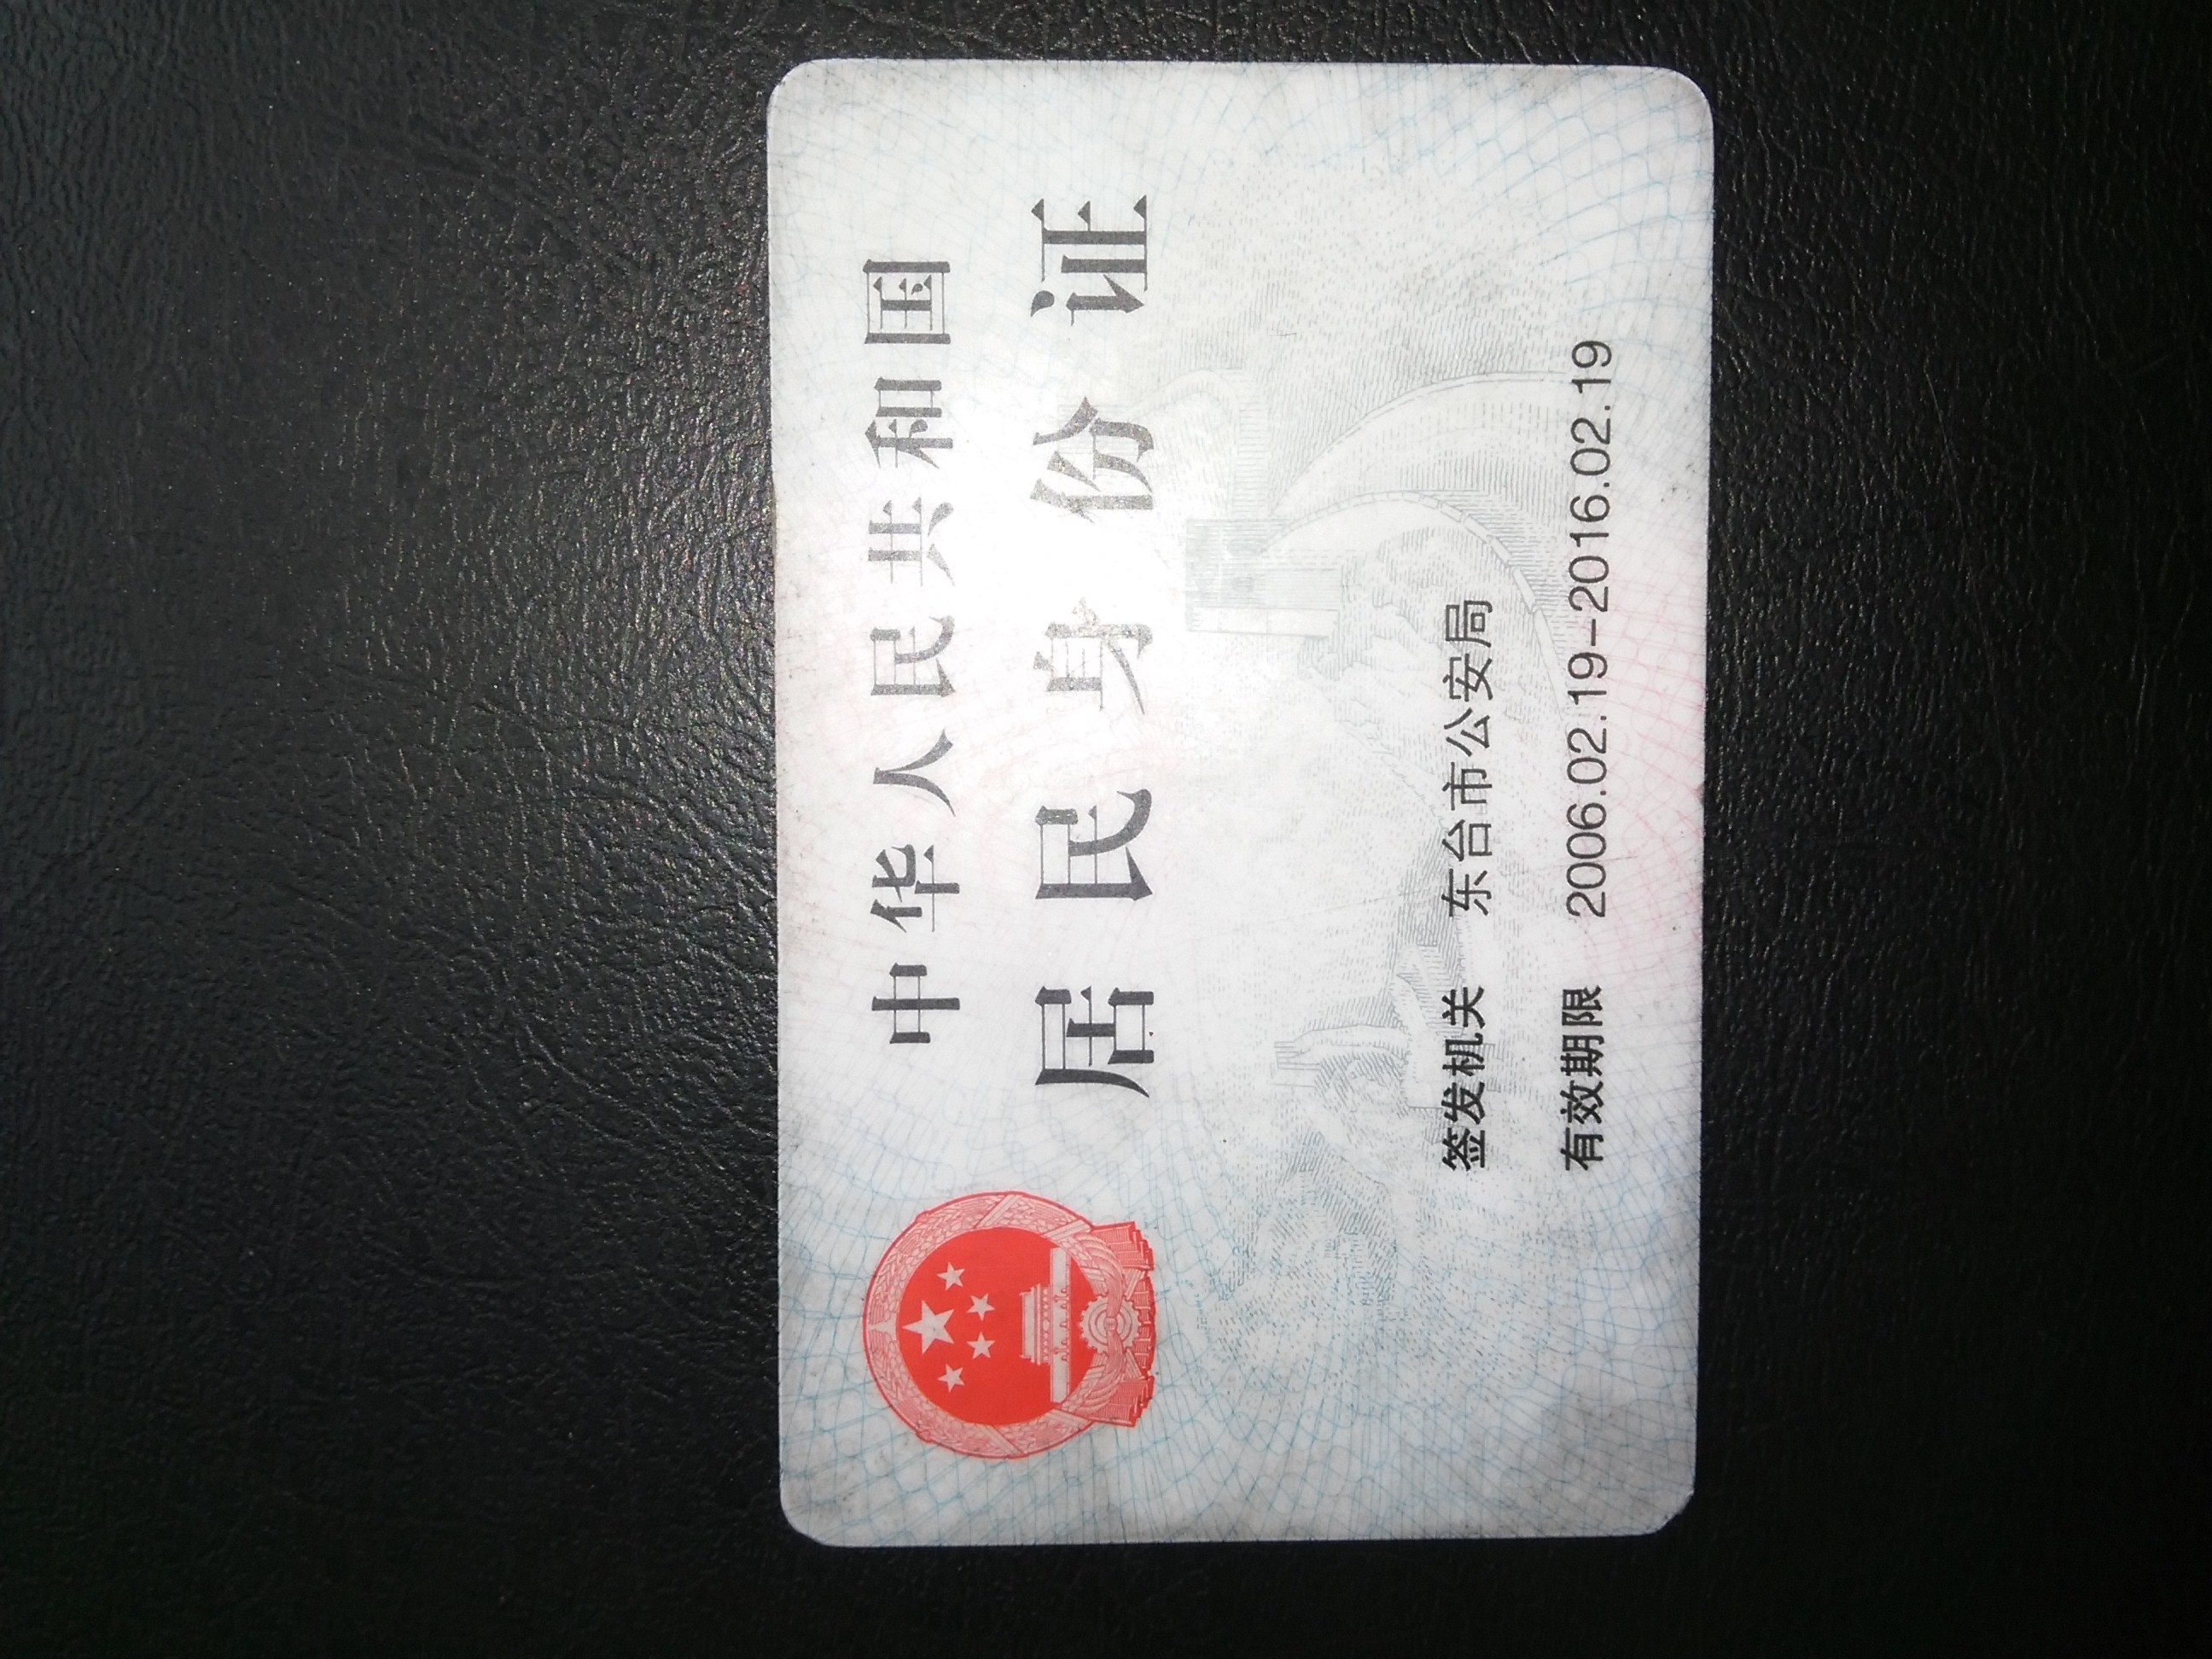 中华人民共和国
居民身份证
签发机关 东台市公安局
有效期限 2006.02.19-2016.02.19